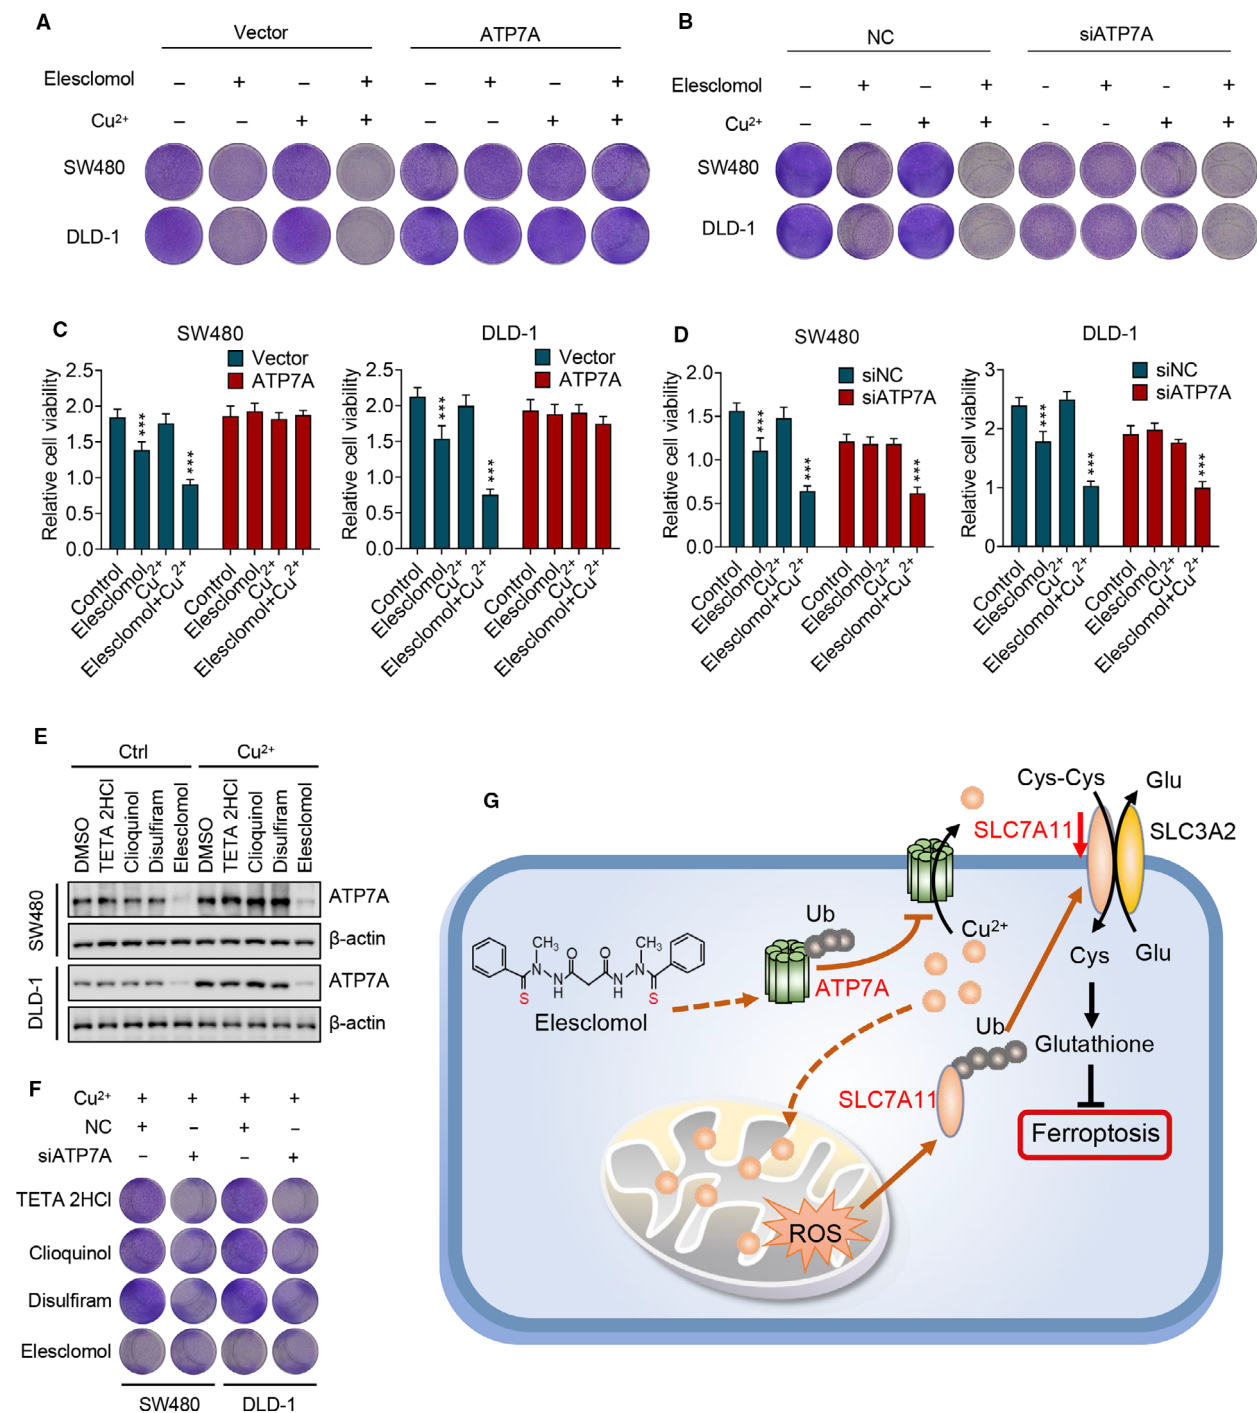 A
Vector ATP7A
Elesclomol – + – + – + – +
Cu²⁺ – – + + – – + +
SW480
DLD-1
B
NC siATP7A
Elesclomol – + – + - + - +
Cu²⁺ – – + + - - + +
SW480
DLD-1
C
SW480
Vector
ATP7A
Relative cell viability
2.5
2.0
1.5
1.0
0.5
0.0
*** ***
Control
Elesclomol
Cu²⁺
Elesclomol+Cu²⁺
Control
Elesclomol
Cu²⁺
Elesclomol+Cu²⁺
DLD-1
Vector
ATP7A
Relative cell viability
2.5
2.0
1.5
1.0
0.5
0.0
*** ***
Control
Elesclomol
Cu²⁺
Elesclomol+Cu²⁺
Control
Elesclomol
Cu²⁺
Elesclomol+Cu²⁺
D
SW480
siNC
siATP7A
Relative cell viability
2.0
1.5
1.0
0.5
0.0
*** *** ***
Control
Elesclomol
Cu²⁺
Elesclomol+Cu²⁺
Control
Elesclomol
Cu²⁺
Elesclomol+Cu²⁺
DLD-1
siNC
siATP7A
Relative cell viability
3
2
1
0
*** *** ***
Control
Elesclomol
Cu²⁺
Elesclomol+Cu²⁺
Control
Elesclomol
Cu²⁺
Elesclomol+Cu²⁺
E
Ctrl Cu²⁺
DMSO
TETA 2HCl
Clioquinol
Disulfiram
Elesclomol
DMSO
TETA 2HCl
Clioquinol
Disulfiram
Elesclomol
SW480
ATP7A
β-actin
DLD-1
ATP7A
β-actin
F
Cu²⁺ + + + +
NC + – + –
siATP7A – + – +
TETA 2HCl
Clioquinol
Disulfiram
Elesclomol
SW480 DLD-1
G
Cys-Cys Glu
SLC7A11 SLC3A2
Ub
Cu²⁺
Cys Glu
CH₃ O O CH₃
N N H H N N
S S
ATP7A
Elesclomol
Ub
Glutathione
SLC7A11
Ferroptosis
ROS